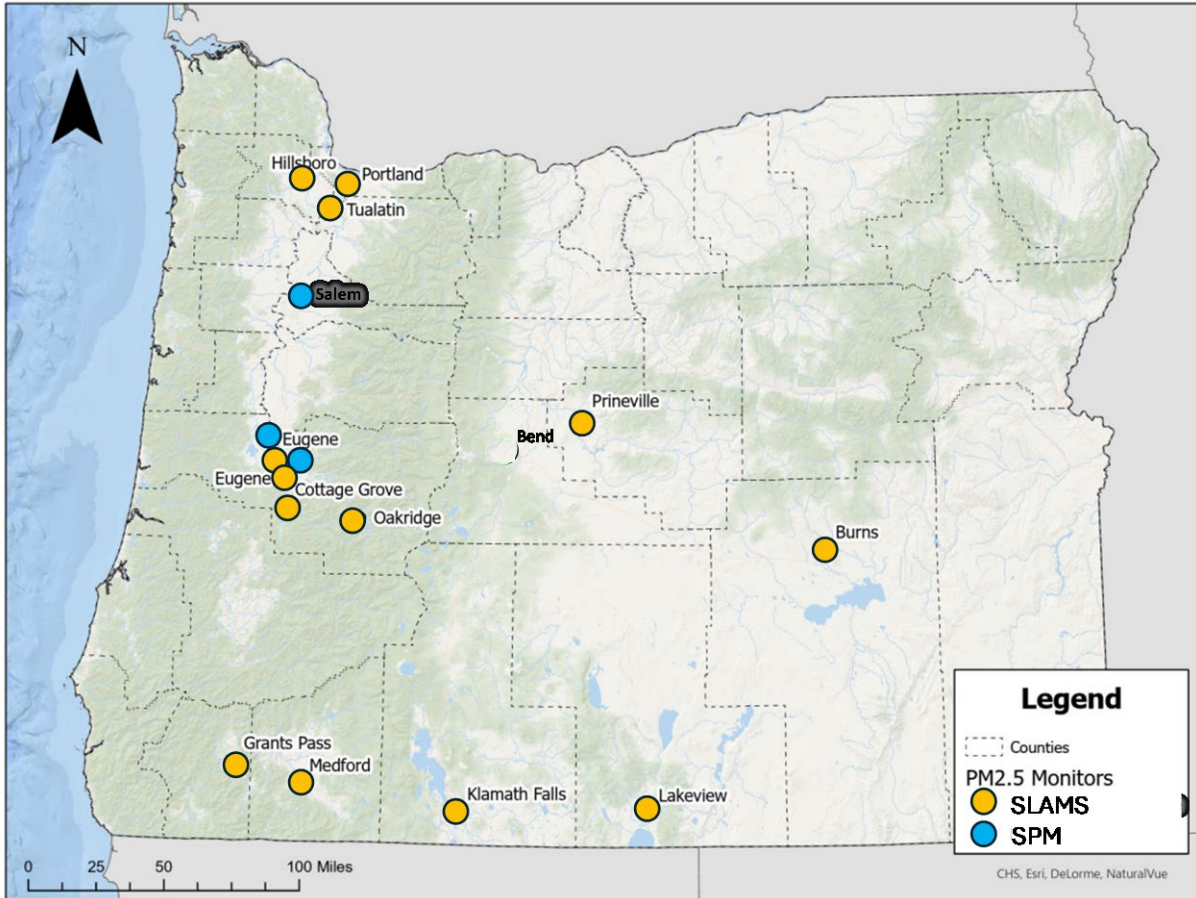 N
Hillsboro
Portland
Tualatin
Salem
Prineville
Bend
Eugene
Eugene
Cottage Grove
Oakridge
Burns
Grants Pass
Medford
Klamath Falls
Lakeview
Legend
Counties
PM2.5 Monitors
SLAMS
SPM
0 25 50 100 Miles
CHS, Esri, DeLorme, NaturalVue